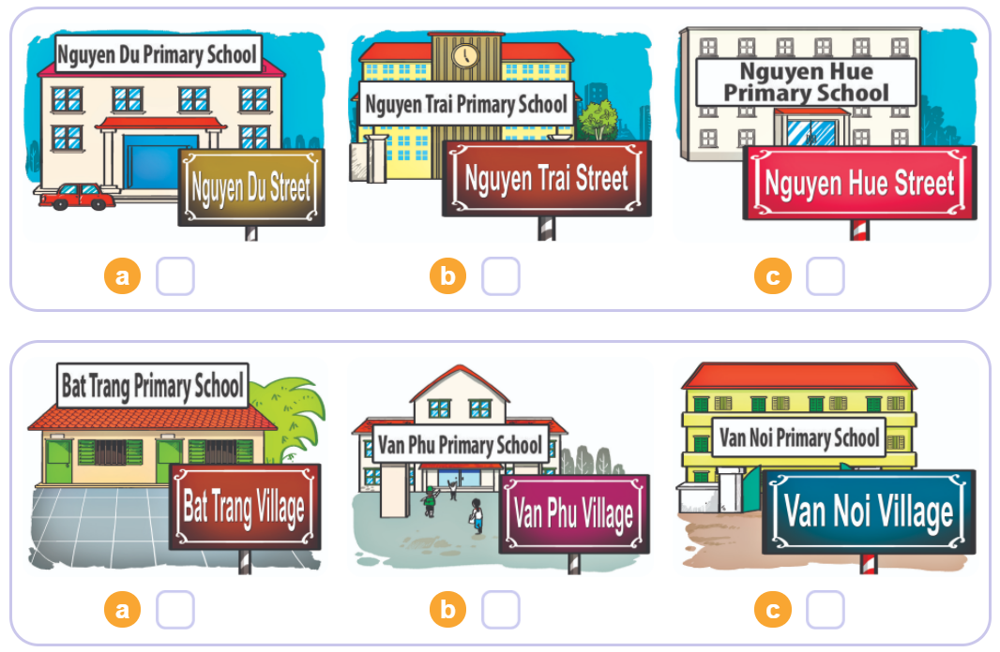 Nguyen Du Primary School
Nguyen Du Street
a
Nguyen Trai Primary School
Nguyen Trai Street
b
Nguyen Hue
Primary School
Nguyen Hue Street
c
Bat Trang Primary School
Bat Trang Village
a
Van Phu Primary School
Van Phu Village
b
Van Noi Primary School
Van Noi Village
c